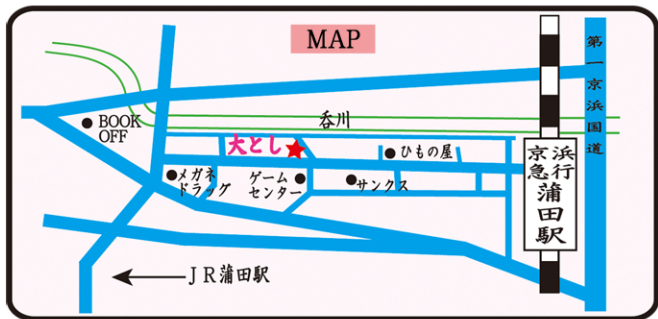 MAP
第一京浜国道
BOOK
OFF
呑川
大とし
ひもの屋
京浜
急行
蒲田駅
メガネ
ドラッグ
ゲーム
センター
サンクス
JR蒲田駅